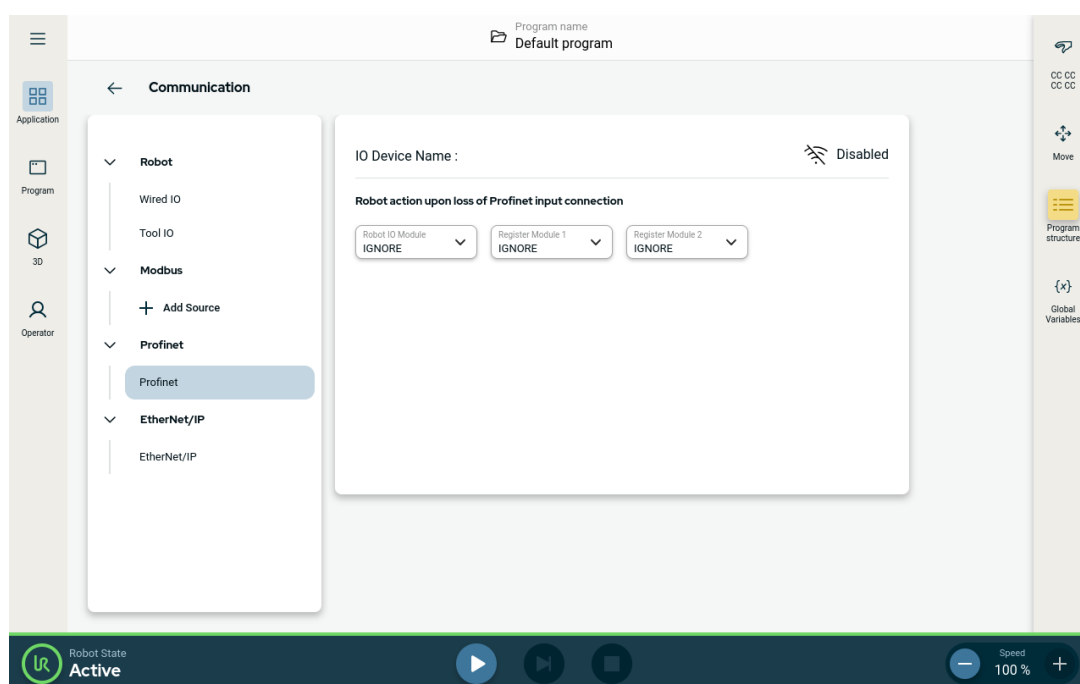 Program name
Default program
Application
Program
3D
Operator
Communication
Robot
Wired IO
Tool IO
Modbus
Add Source
Profinet
Profinet
EtherNet/IP
EtherNet/IP
IO Device Name :
Disabled
Robot action upon loss of Profinet input connection
Robot IO Module
IGNORE
Register Module 1
IGNORE
Register Module 2
IGNORE
CC CC
CC CC
Move
Program
structure
{x}
Global
Variables
UR
Robot State
Active
Speed
100 %